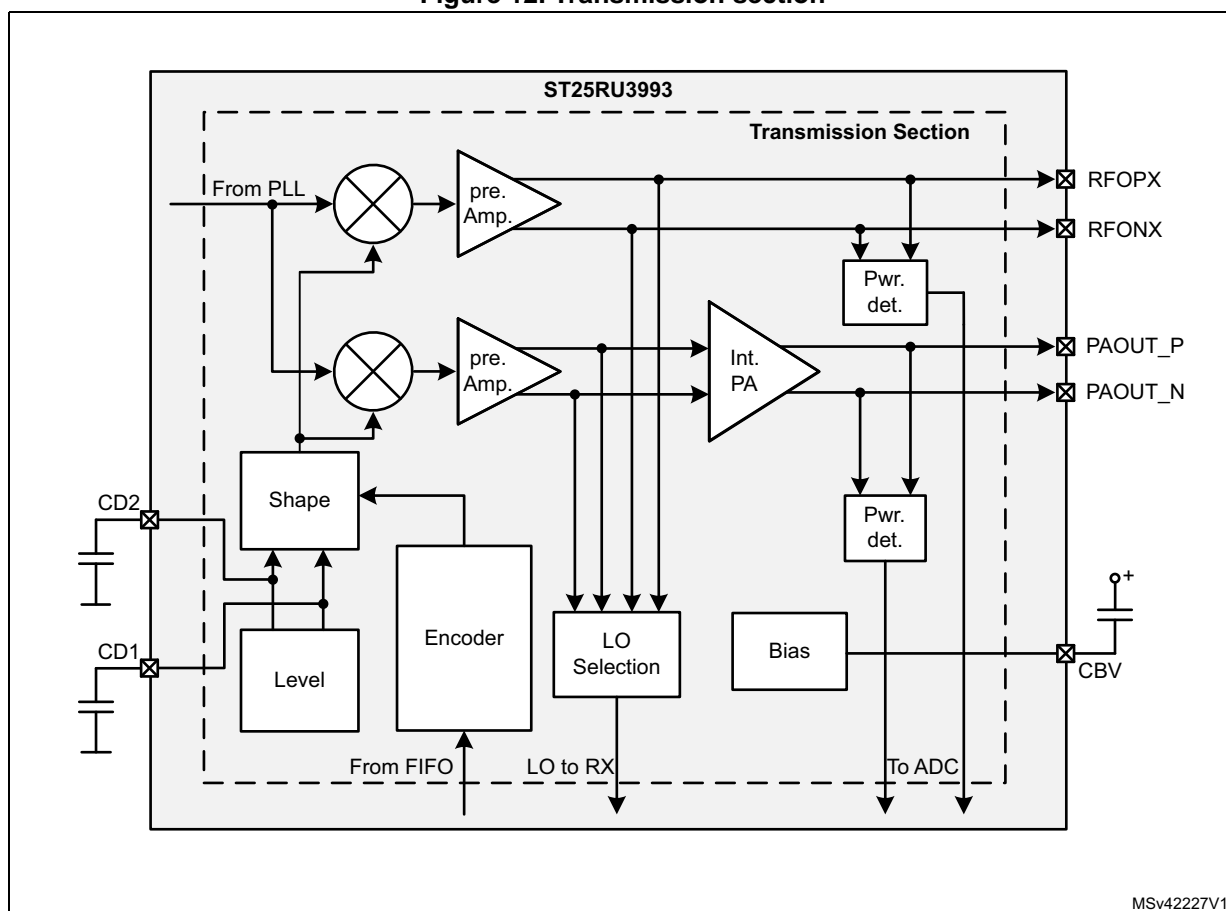 Figure 12. Transmission section
ST25RU3993
Transmission Section
From PLL
pre.
Amp.
RFOPX
RFONX
Pwr.
det.
pre.
Amp.
Int.
PA
PAOUT_P
PAOUT_N
CD2
Shape
Pwr.
det.
+
CD1
Level
Encoder
LO
Selection
Bias
CBV
From FIFO
LO to RX
To ADC
MSv42227V1